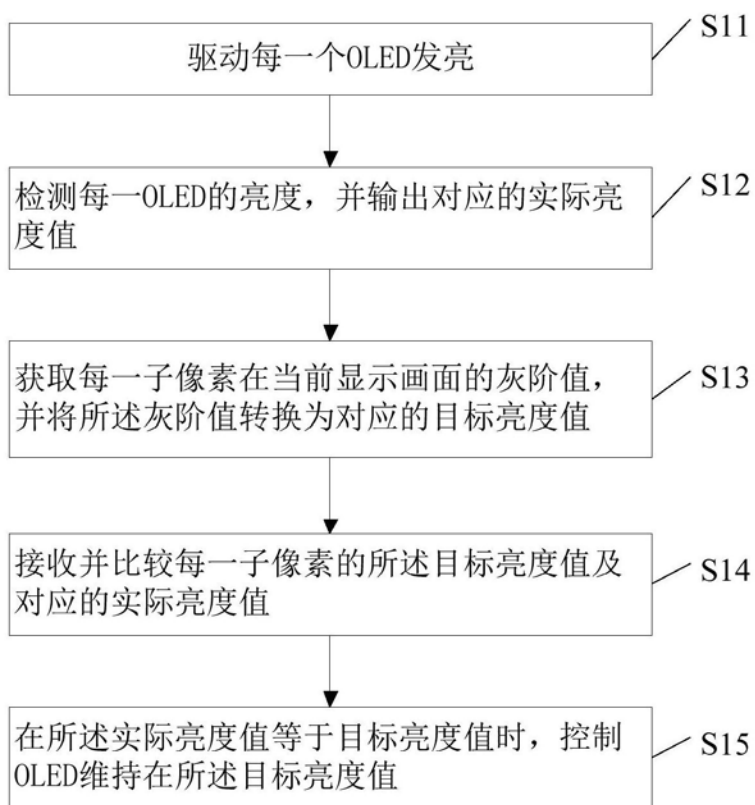 S11
驱动每一个OLED发亮
S12
检测每一OLED的亮度，并输出对应的实际亮
度值
S13
获取每一子像素在当前显示画面的灰阶值，
并将所述灰阶值转换为对应的目标亮度值
S14
接收并比较每一子像素的所述目标亮度值及
对应的实际亮度值
S15
在所述实际亮度值等于目标亮度值时，控制
OLED维持在所述目标亮度值